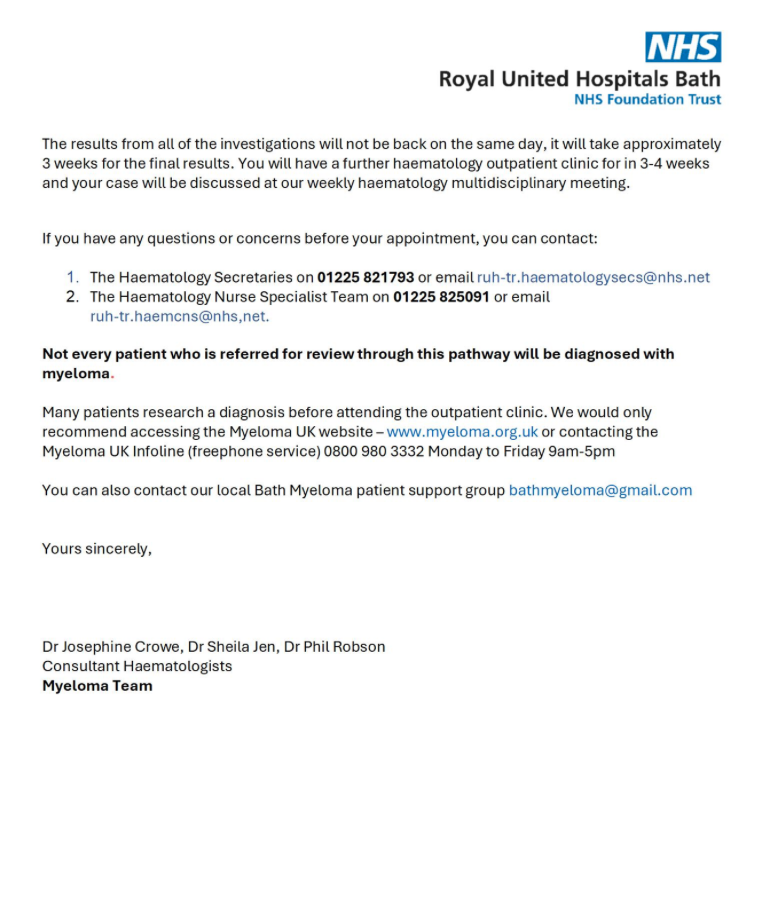 NHS
Royal United Hospitals Bath
NHS Foundation Trust
The results from all of the investigations will not be back on the same day, it will take approximately
3 weeks for the final results. You will have a further haematology outpatient clinic for in 3-4 weeks
and your case will be discussed at our weekly haematology multidisciplinary meeting.
If you have any questions or concerns before your appointment, you can contact:
1. The Haematology Secretaries on 01225 821793 or email ruh-tr.haematologysecs@nhs.net
2. The Haematology Nurse Specialist Team on 01225 825091 or email
ruh-tr.haemcns@nhs,net.
Not every patient who is referred for review through this pathway will be diagnosed with
myeloma.
Many patients research a diagnosis before attending the outpatient clinic. We would only
recommend accessing the Myeloma UK website – www.myeloma.org.uk or contacting the
Myeloma UK Infoline (freephone service) 0800 980 3332 Monday to Friday 9am-5pm
You can also contact our local Bath Myeloma patient support group bathmyeloma@gmail.com
Yours sincerely,
Dr Josephine Crowe, Dr Sheila Jen, Dr Phil Robson
Consultant Haematologists
Myeloma Team